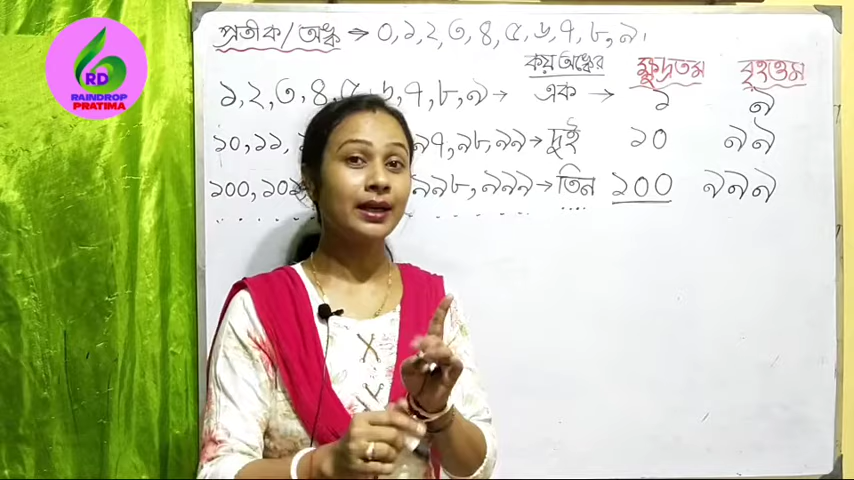 প্রতীক/অঙ্ক → ০,১,২,৩,৪,৫,৬,৭,৮,৯।
কয় অঙ্কের ক্ষুদ্রতম বৃহত্তম
১,২,৩,৪,৫,৬,৭,৮,৯ → এক → ১ ৯
১০,১১, ৯৭,৯৮,৯৯ → দুই ১০ ৯৯
১০০, ১০১ ৯৯৮,৯৯৯ → তিন ১০০ ৯৯৯
RD
RAINDROP
PRATIMA